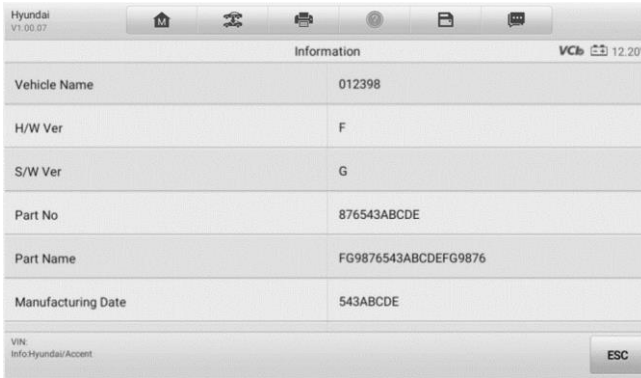 Hyundai
V1.00.07
Information
VCI 12.20
Vehicle Name 012398
H/W Ver F
S/W Ver G
Part No 876543ABCDE
Part Name FG9876543ABCDEFG9876
Manufacturing Date 543ABCDE
VIN:
Info:Hyundai/Accent
ESC